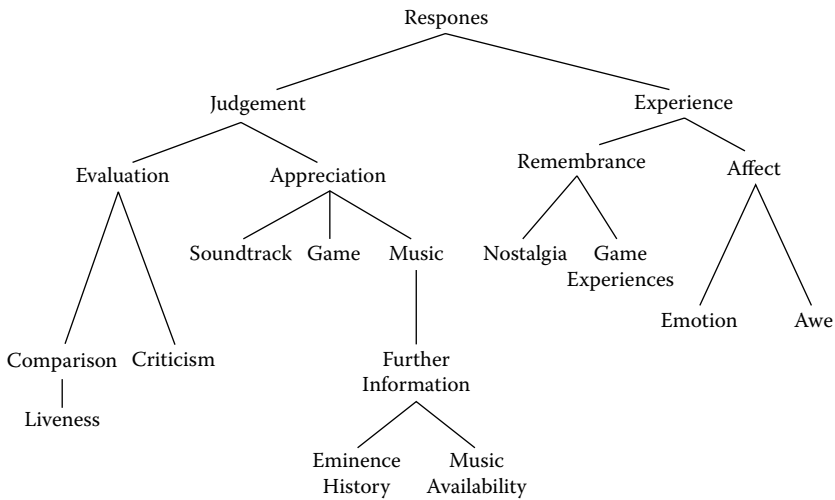 Respones
Judgement
Experience
Evaluation
Appreciation
Remembrance
Affect
Soundtrack
Game
Music
Nostalgia
Game
Experiences
Emotion
Awe
Comparison
Criticism
Further
Information
Liveness
Eminence
History
Music
Availability